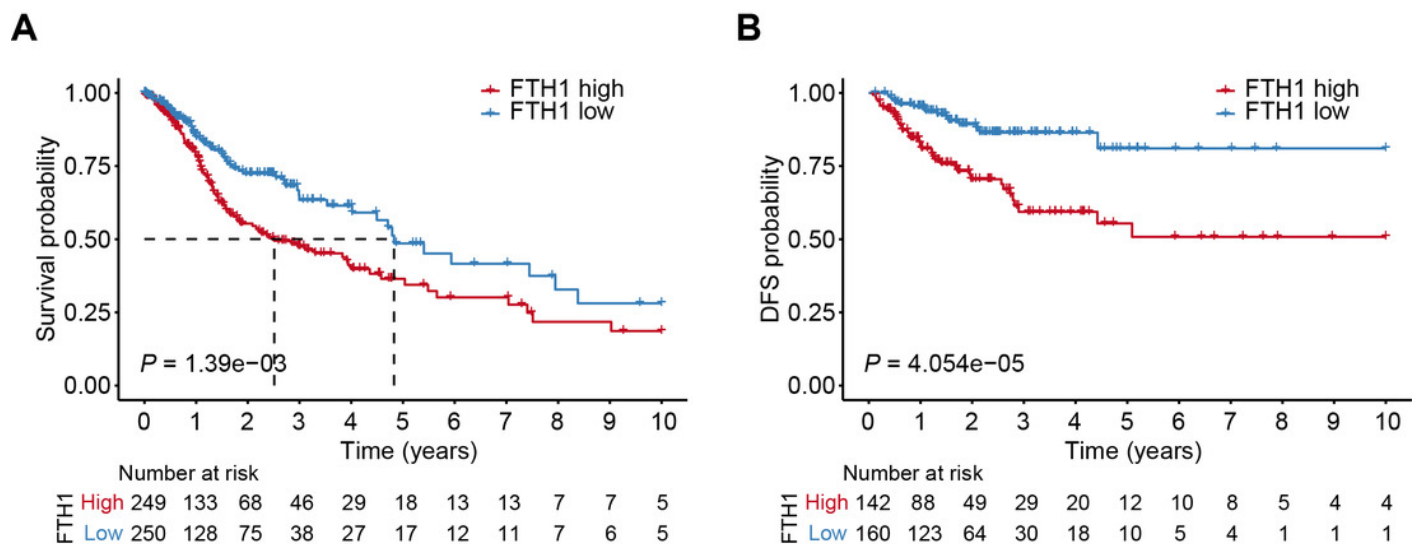 A
FTH1 high
FTH1 low
Survival probability
1.00
0.75
0.50
0.25
0.00
P = 1.39e−03
0 1 2 3 4 5 6 7 8 9 10
Time (years)
Number at risk
FTH1
High 249 133 68 46 29 18 13 13 7 7 5
Low 250 128 75 38 27 17 12 11 7 6 5
B
FTH1 high
FTH1 low
DFS probability
1.00
0.75
0.50
0.25
0.00
P = 4.054e−05
0 1 2 3 4 5 6 7 8 9 10
Time (years)
Number at risk
FTH1
High 142 88 49 29 20 12 10 8 5 4 4
Low 160 123 64 30 18 10 5 4 1 1 1